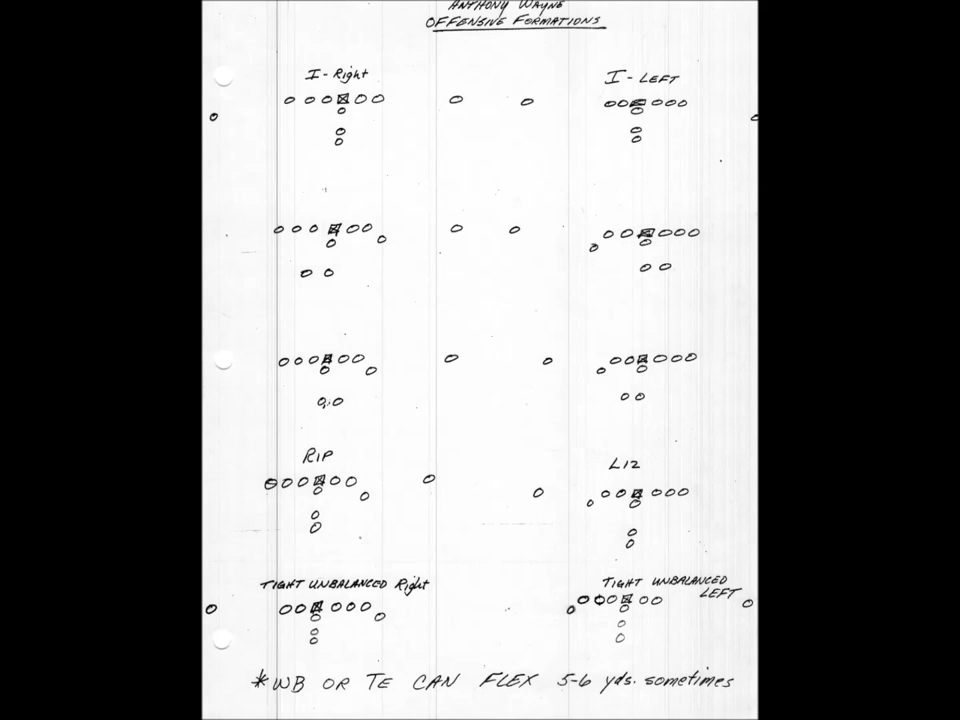 ANTHONY WAYNE
OFFENSIVE FORMATIONS
I-Right
I-LEFT
RIP
LIZ
TIGHT UNBALANCED Right
TIGHT UNBALANCED
LEFT
*WB OR TE CAN FLEX 5-6 yds. sometimes